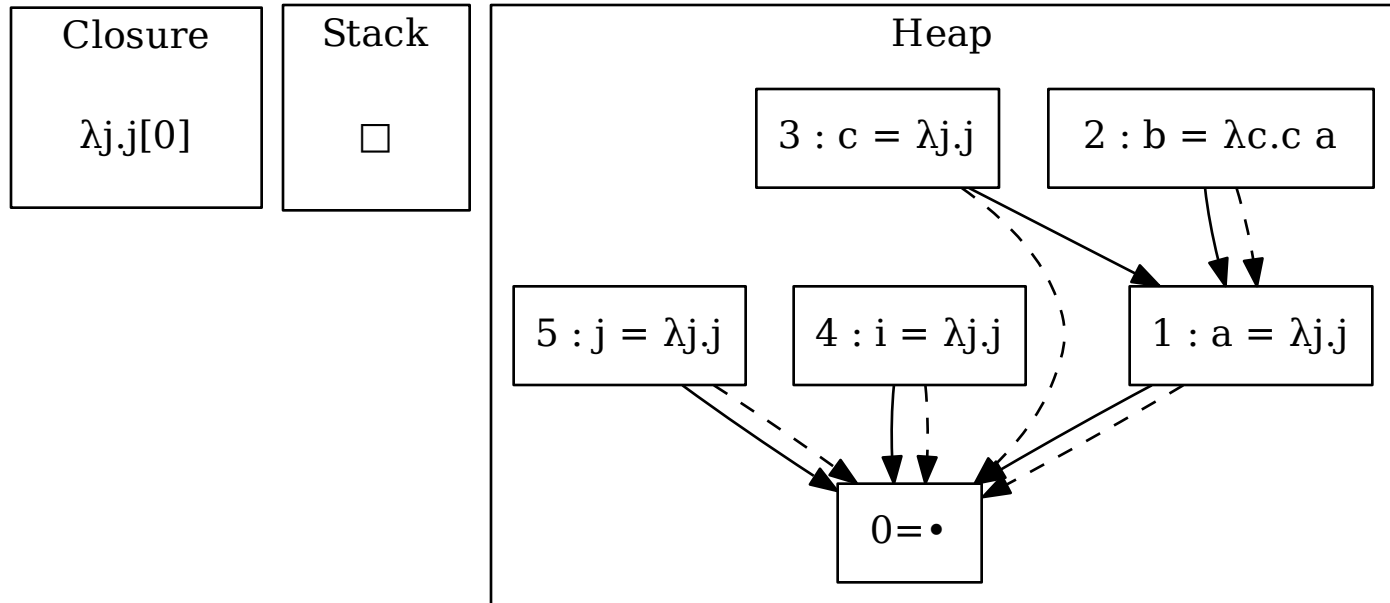 Closure
λj.j[0]
Stack
□
Heap
3 : c = λj.j
2 : b = λc.c a
5 : j = λj.j
4 : i = λj.j
1 : a = λj.j
0=•